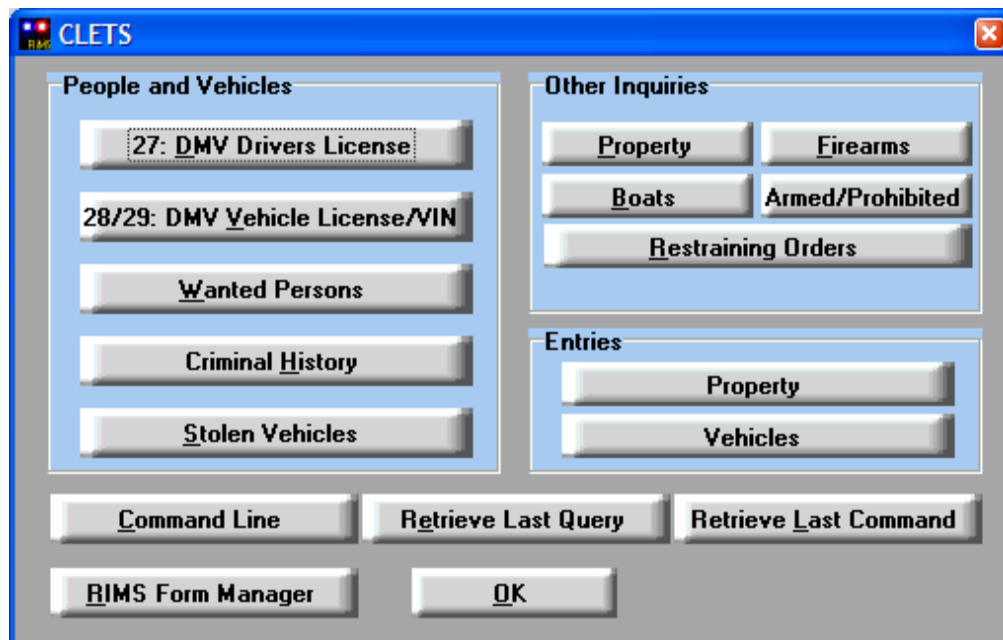 CLETS
People and Vehicles
27: DMV Drivers License
28/29: DMV Vehicle License/VIN
Wanted Persons
Criminal History
Stolen Vehicles
Other Inquiries
Property
Firearms
Boats
Armed/Prohibited
Restraining Orders
Entries
Property
Vehicles
Command Line
Retrieve Last Query
Retrieve Last Command
RIMS Form Manager
OK